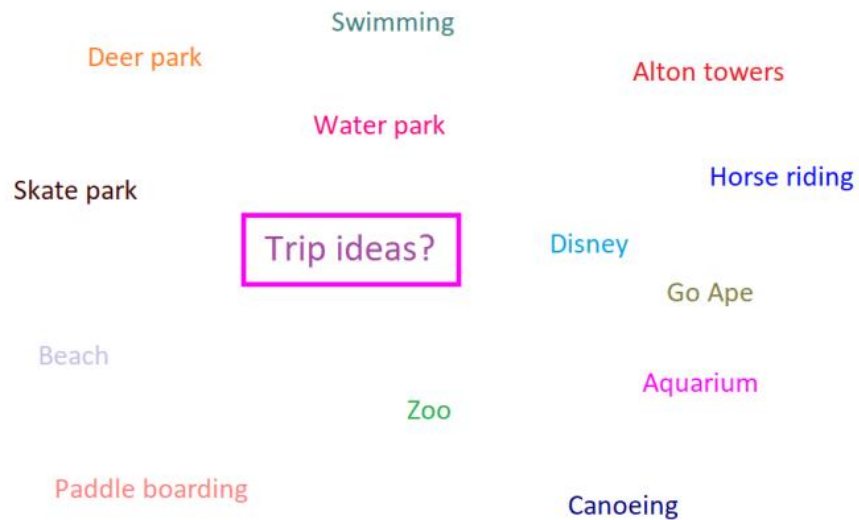 Swimming
Deer park
Alton towers
Water park
Horse riding
Skate park
Trip ideas?
Disney
Go Ape
Beach
Aquarium
Zoo
Paddle boarding
Canoeing